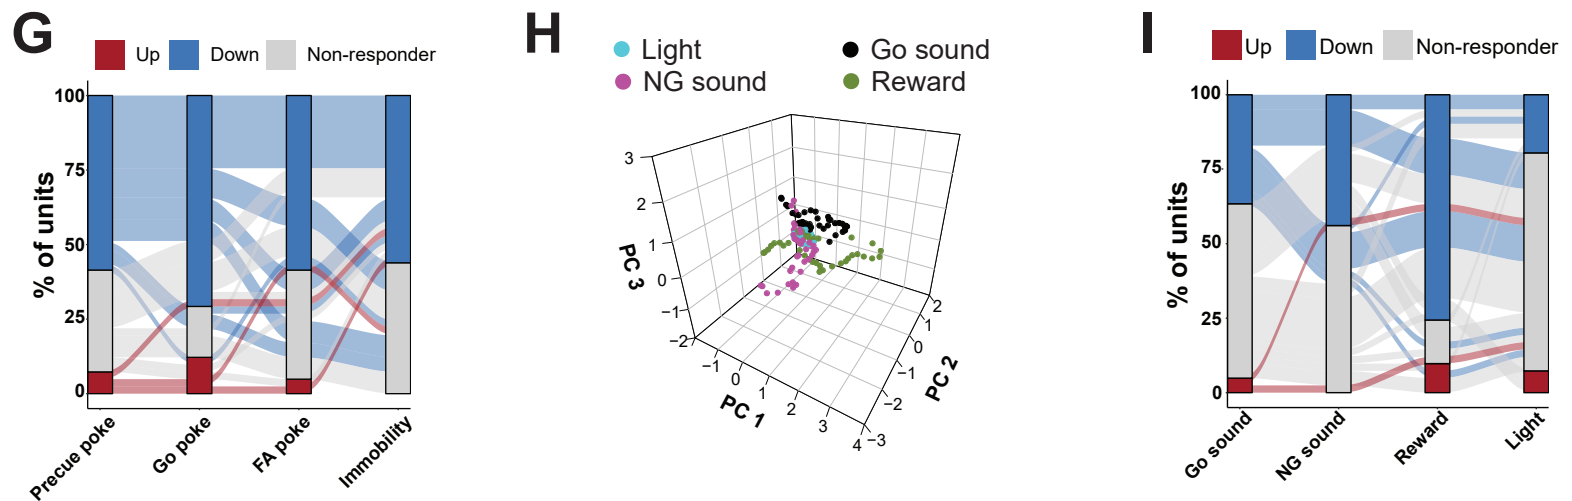 G
Up Down Non-responder
% of units
100
75
50
25
0
Precue poke
Go poke
FA poke
Immobility
H
Light Go sound
NG sound Reward
PC 3
3
2
1
0
−1
−2
PC 1
−1
0
1
2
3
4
PC 2
2
1
0
−1
−2
−3
I
Up Down Non-responder
% of units
100
75
50
25
0
Go sound
NG sound
Reward
Light